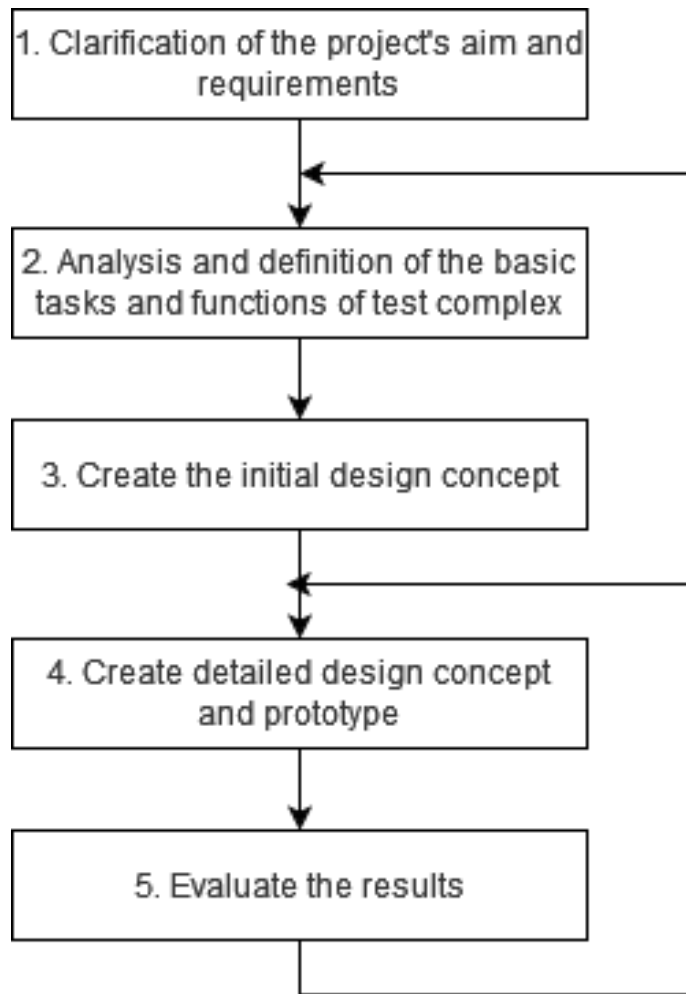 1. Clarification of the project's aim and
requirements
2. Analysis and definition of the basic
tasks and functions of test complex
3. Create the initial design concept
4. Create detailed design concept
and prototype
5. Evaluate the results